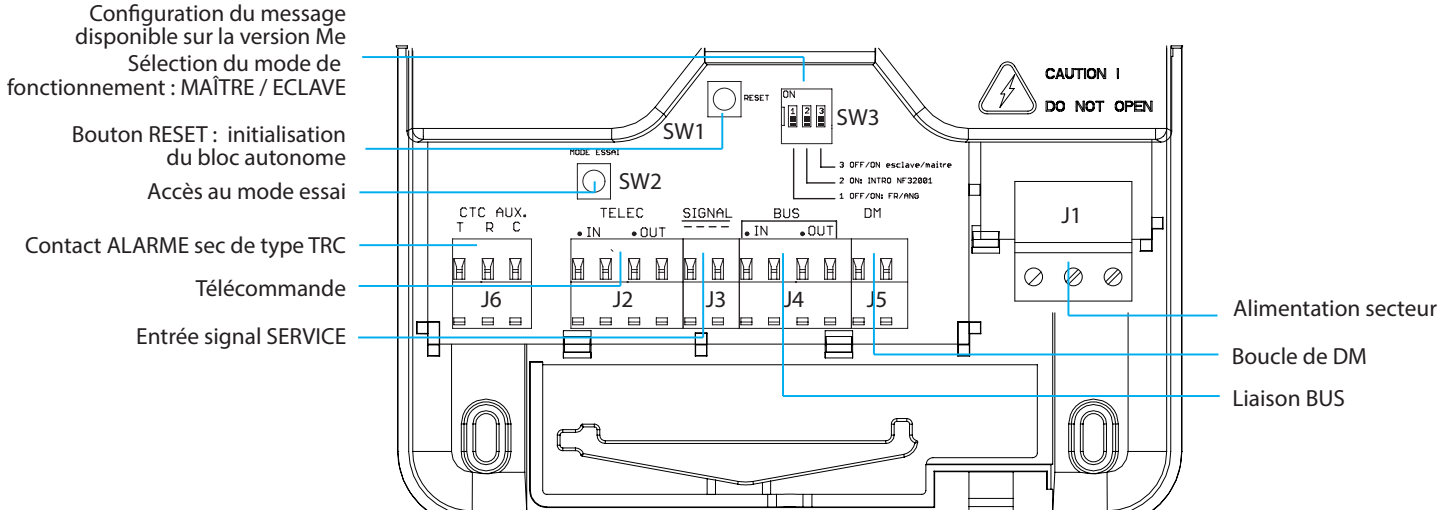 Configuration du message
disponible sur la version Me
Sélection du mode de
fonctionnement : MAÎTRE / ECLAVE
Bouton RESET : initialisation
du bloc autonome
Accès au mode essai
Contact ALARME sec de type TRC
Télécommande
Entrée signal SERVICE
RESET
SW1
ON
1 2 3
SW3
CAUTION !
DO NOT OPEN
MODE ESSAI
SW2
3 OFF/ON esclave/maitre
2 ON: INTRO NF32001
1 OFF/ON: FR/ANG
CTC AUX.
T R C
TELEC
• IN • OUT
SIGNAL
BUS
• IN • OUT
DM
J1
J6
J2
J3
J4
J5
Alimentation secteur
Boucle de DM
Liaison BUS